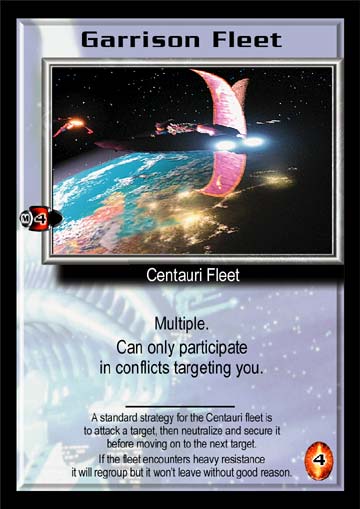 Garrison Fleet
M 4
Centauri Fleet
Multiple.
Can only participate
in conflicts targeting you.
A standard strategy for the Centauri fleet is
to attack a target, then neutralize and secure it
before moving on to the next target.
If the fleet encounters heavy resistance
it will regroup but it won't leave without good reason.
4